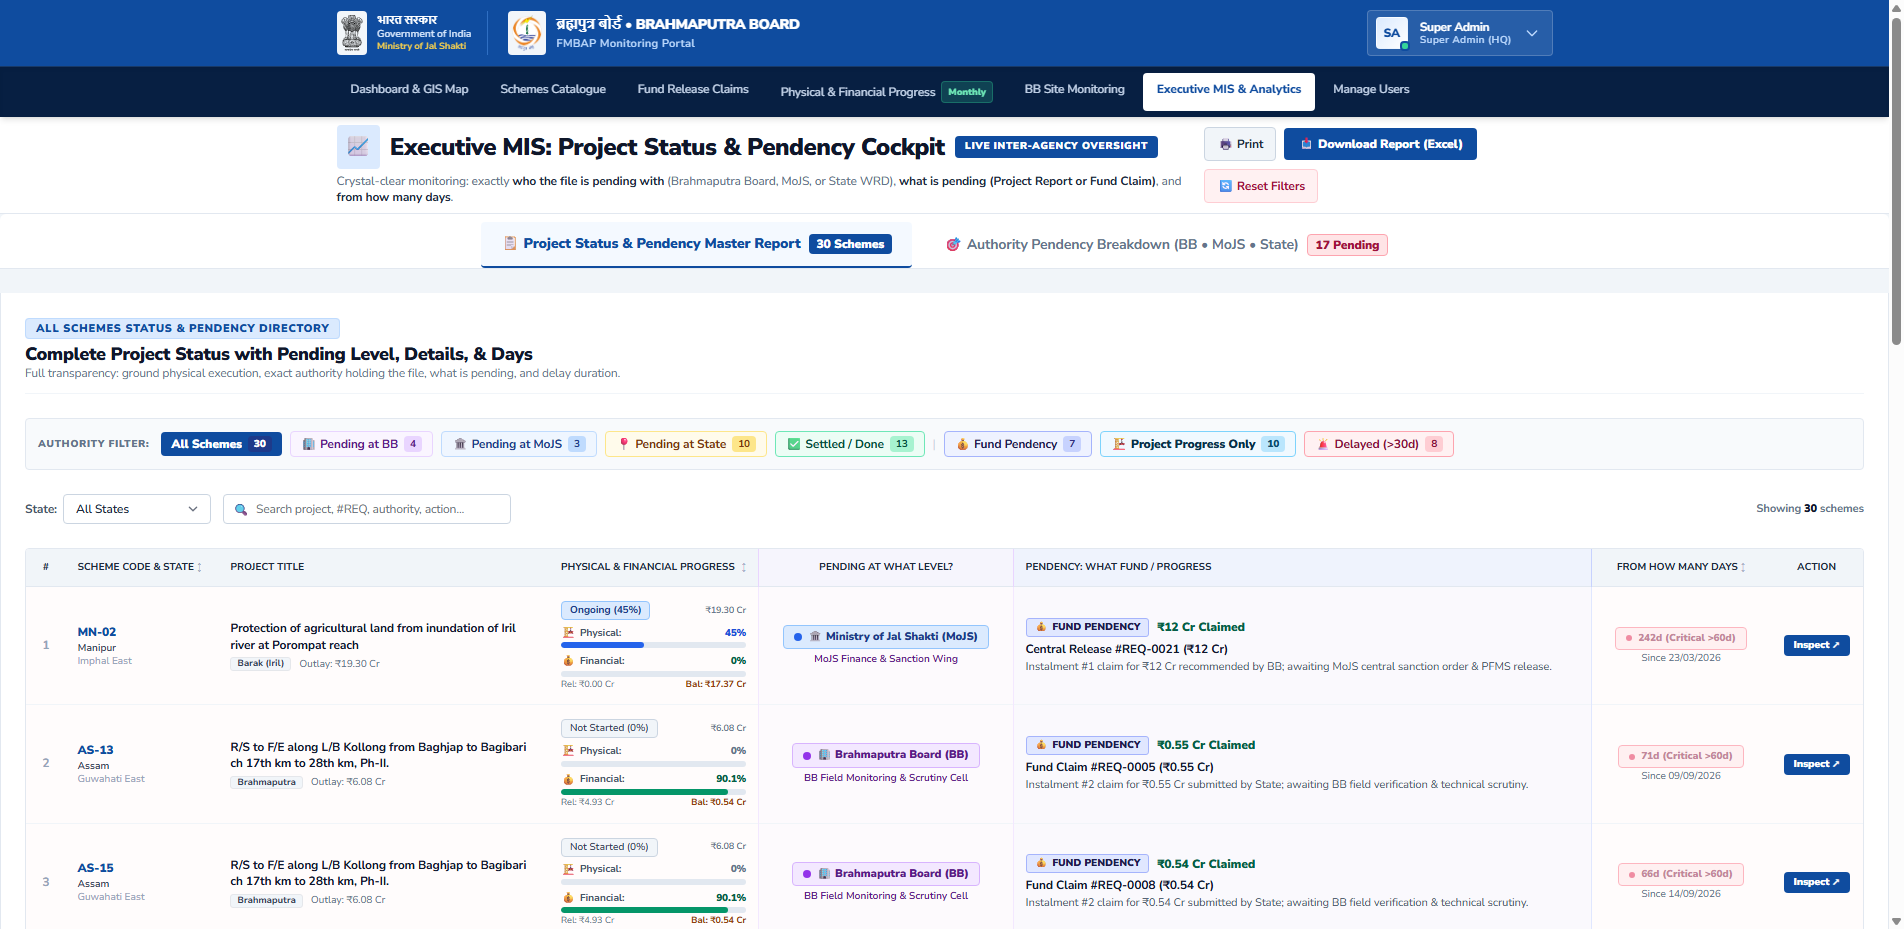 भारत सरकार
Government of India
Ministry of Jal Shakti
ब्रह्मपुत्र बोर्ड • BRAHMAPUTRA BOARD
FMBAP Monitoring Portal
SA
Super Admin
Super Admin (HQ)
Dashboard & GIS Map
Schemes Catalogue
Fund Release Claims
Physical & Financial Progress Monthly
BB Site Monitoring
Executive MIS & Analytics
Manage Users
Executive MIS: Project Status & Pendency Cockpit
LIVE INTER-AGENCY OVERSIGHT
Crystal-clear monitoring: exactly who the file is pending with (Brahmaputra Board, MoJS, or State WRD), what is pending (Project Report or Fund Claim), and
from how many days.
Print
Download Report (Excel)
Reset Filters
Project Status & Pendency Master Report 30 Schemes
Authority Pendency Breakdown (BB • MoJS • State) 17 Pending
ALL SCHEMES STATUS & PENDENCY DIRECTORY
Complete Project Status with Pending Level, Details, & Days
Full transparency: ground physical execution, exact authority holding the file, what is pending, and delay duration.
AUTHORITY FILTER:
All Schemes 30
Pending at BB 4
Pending at MoJS 3
Pending at State 10
Settled / Done 13
Fund Pendency 7
Project Progress Only 10
Delayed (>30d) 8
State: All States
Search project, #REQ, authority, action...
Showing 30 schemes
# SCHEME CODE & STATE PROJECT TITLE PHYSICAL & FINANCIAL PROGRESS PENDING AT WHAT LEVEL? PENDENCY: WHAT FUND / PROGRESS FROM HOW MANY DAYS ACTION
1
MN-02
Manipur
Imphal East
Protection of agricultural land from inundation of Iril
river at Porompat reach
Barak (Iril) Outlay: ₹19.30 Cr
Ongoing (45%) ₹19.30 Cr
Physical: 45%
Financial: 0%
Rel: ₹0.00 Cr Bal: ₹17.37 Cr
Ministry of Jal Shakti (MoJS)
MoJS Finance & Sanction Wing
FUND PENDENCY ₹12 Cr Claimed
Central Release #REQ-0021 (₹12 Cr)
Instalment #1 claim for ₹12 Cr recommended by BB; awaiting MoJS central sanction order & PFMS release.
242d (Critical >60d)
Since 23/03/2026
Inspect ↗
2
AS-13
Assam
Guwahati East
R/S to F/E along L/B Kollong from Baghjap to Bagibari
ch 17th km to 28th km, Ph-II.
Brahmaputra Outlay: ₹6.08 Cr
Not Started (0%) ₹6.08 Cr
Physical: 0%
Financial: 90.1%
Rel: ₹4.93 Cr Bal: ₹0.54 Cr
Brahmaputra Board (BB)
BB Field Monitoring & Scrutiny Cell
FUND PENDENCY ₹0.55 Cr Claimed
Fund Claim #REQ-0005 (₹0.55 Cr)
Instalment #2 claim for ₹0.55 Cr submitted by State; awaiting BB field verification & technical scrutiny.
71d (Critical >60d)
Since 09/09/2026
Inspect ↗
3
AS-15
Assam
Guwahati East
R/S to F/E along L/B Kollong from Baghjap to Bagibari
ch 17th km to 28th km, Ph-II.
Brahmaputra Outlay: ₹6.08 Cr
Not Started (0%) ₹6.08 Cr
Physical: 0%
Financial: 90.1%
Rel: ₹4.93 Cr Bal: ₹0.54 Cr
Brahmaputra Board (BB)
BB Field Monitoring & Scrutiny Cell
FUND PENDENCY ₹0.54 Cr Claimed
Fund Claim #REQ-0008 (₹0.54 Cr)
Instalment #2 claim for ₹0.54 Cr submitted by State; awaiting BB field verification & technical scrutiny.
66d (Critical >60d)
Since 14/09/2026
Inspect ↗